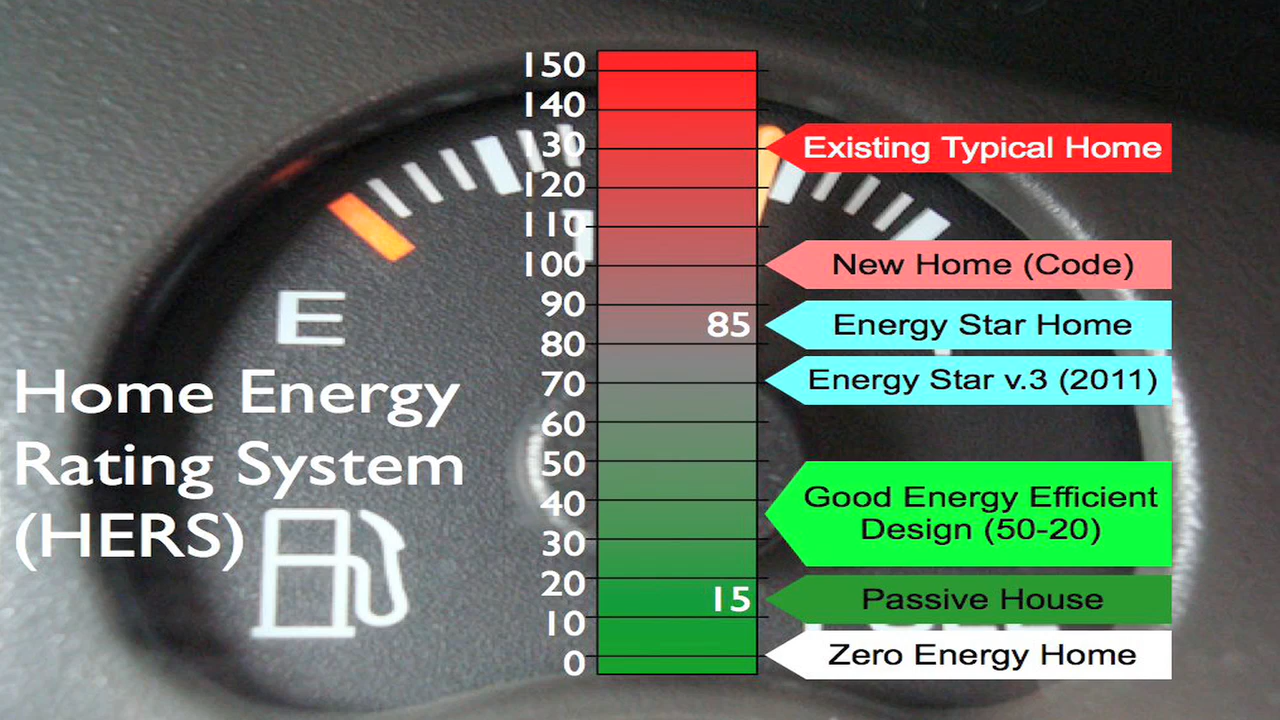 Home Energy
Rating System
(HERS)
E
150
140
130
120
110
100
90
80
70
60
50
40
30
20
10
0
85
15
Existing Typical Home
New Home (Code)
Energy Star Home
Energy Star v.3 (2011)
Good Energy Efficient
Design (50-20)
Passive House
Zero Energy Home